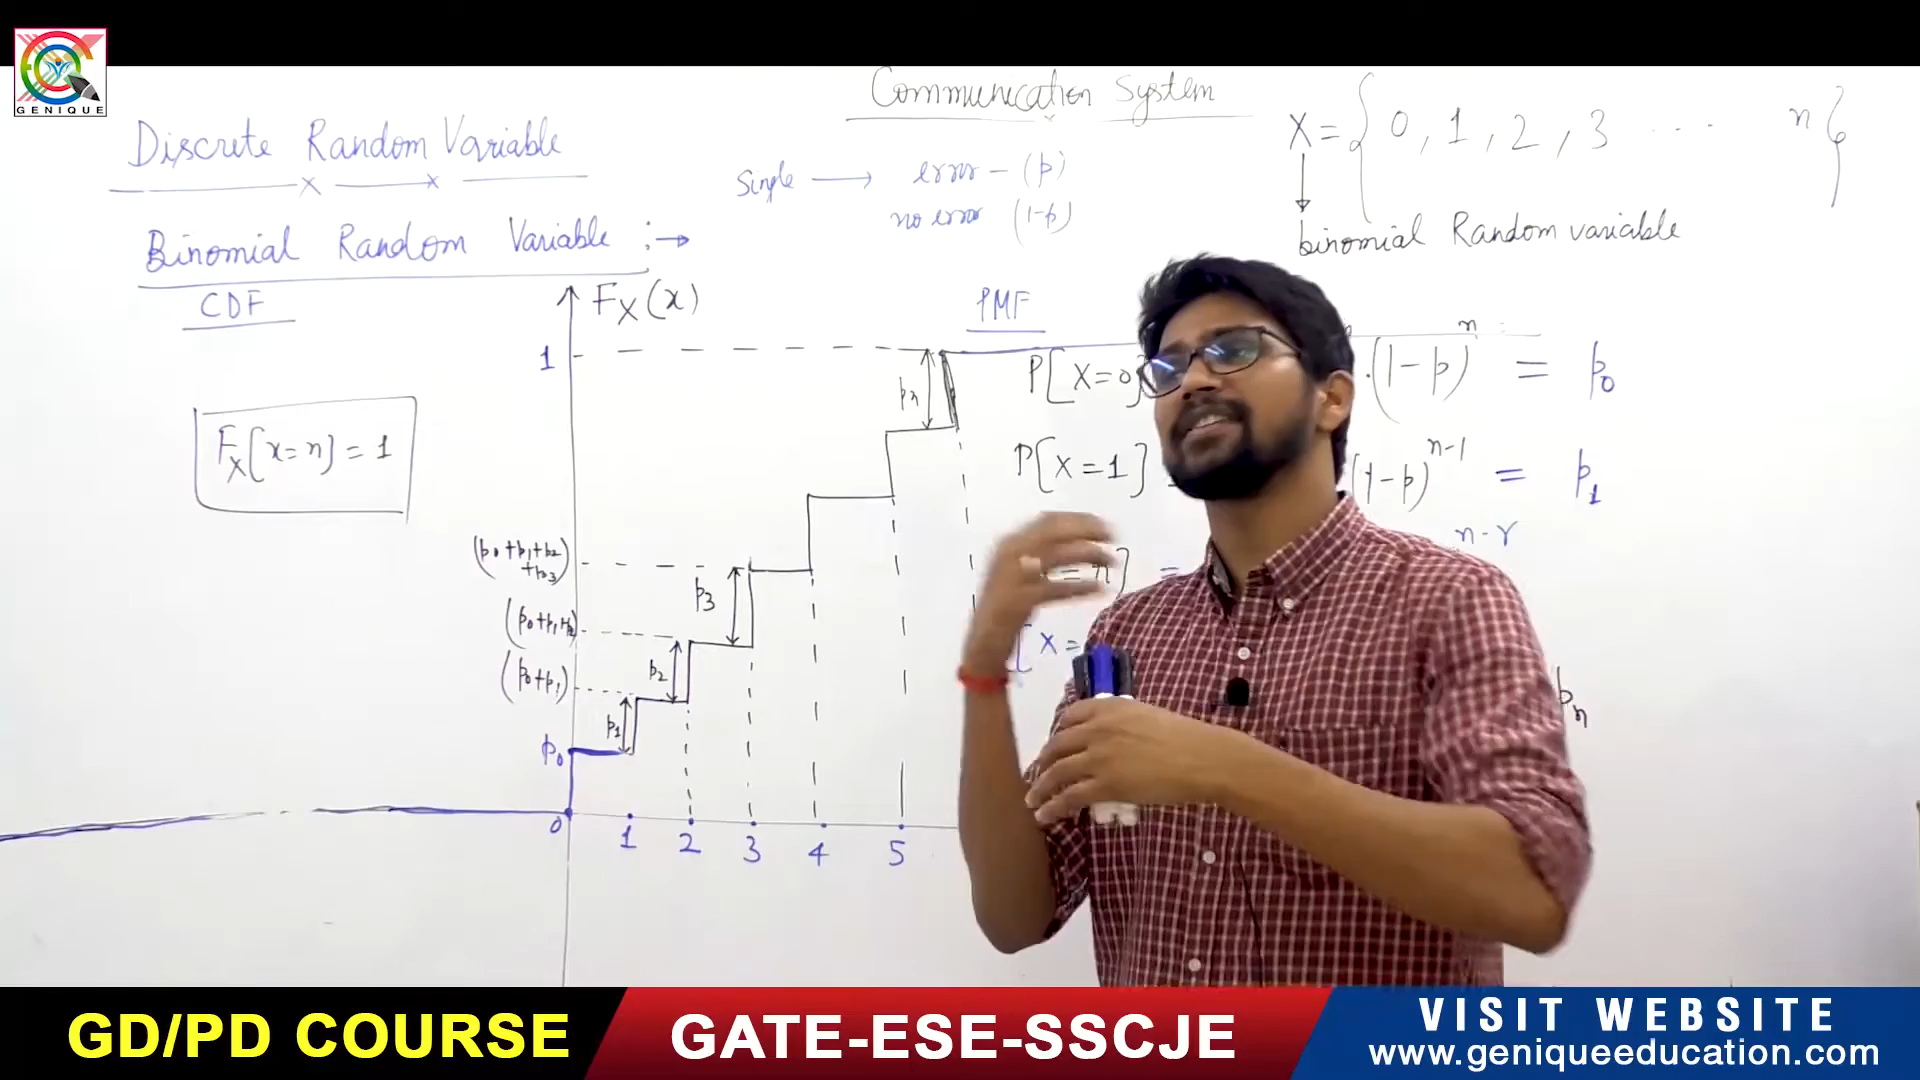 GENIQUE
Communication System
Discrete Random Variable
Single → error – (p)
no error (1-p)
X = { 0, 1, 2, 3 ... n }
binomial Random variable
Binomial Random Variable :→
CDF
F_X(x)
PMF
1
F_X[x=n] = 1
P[X=0] .(1-p)^n = p0
P[X=1] (1-p)^n-1 = p1
n-r
=
[X=
pn
pn
(p0+p1+p2
+p3)
p3
(p0+p1+p2)
p2
(p0+p1)
p1
p0
0 1 2 3 4 5
GD/PD COURSE
GATE-ESE-SSCJE
VISIT WEBSITE
www.geniqueeducation.com